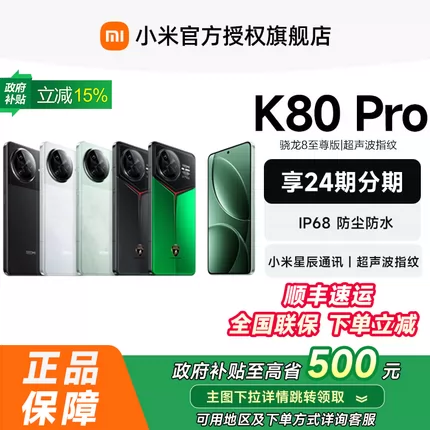 小米官方授权旗舰店
政府
补贴
立减15%
K80 Pro
骁龙8至尊版|超声波指纹
享24期分期
IP68 防尘防水
小米星辰通讯|超声波指纹
顺丰速运
全国联保 下单立减
正品
保障
政府补贴至高省500元
主图下拉详情跳转领取
可用地区及下单方式详询客服